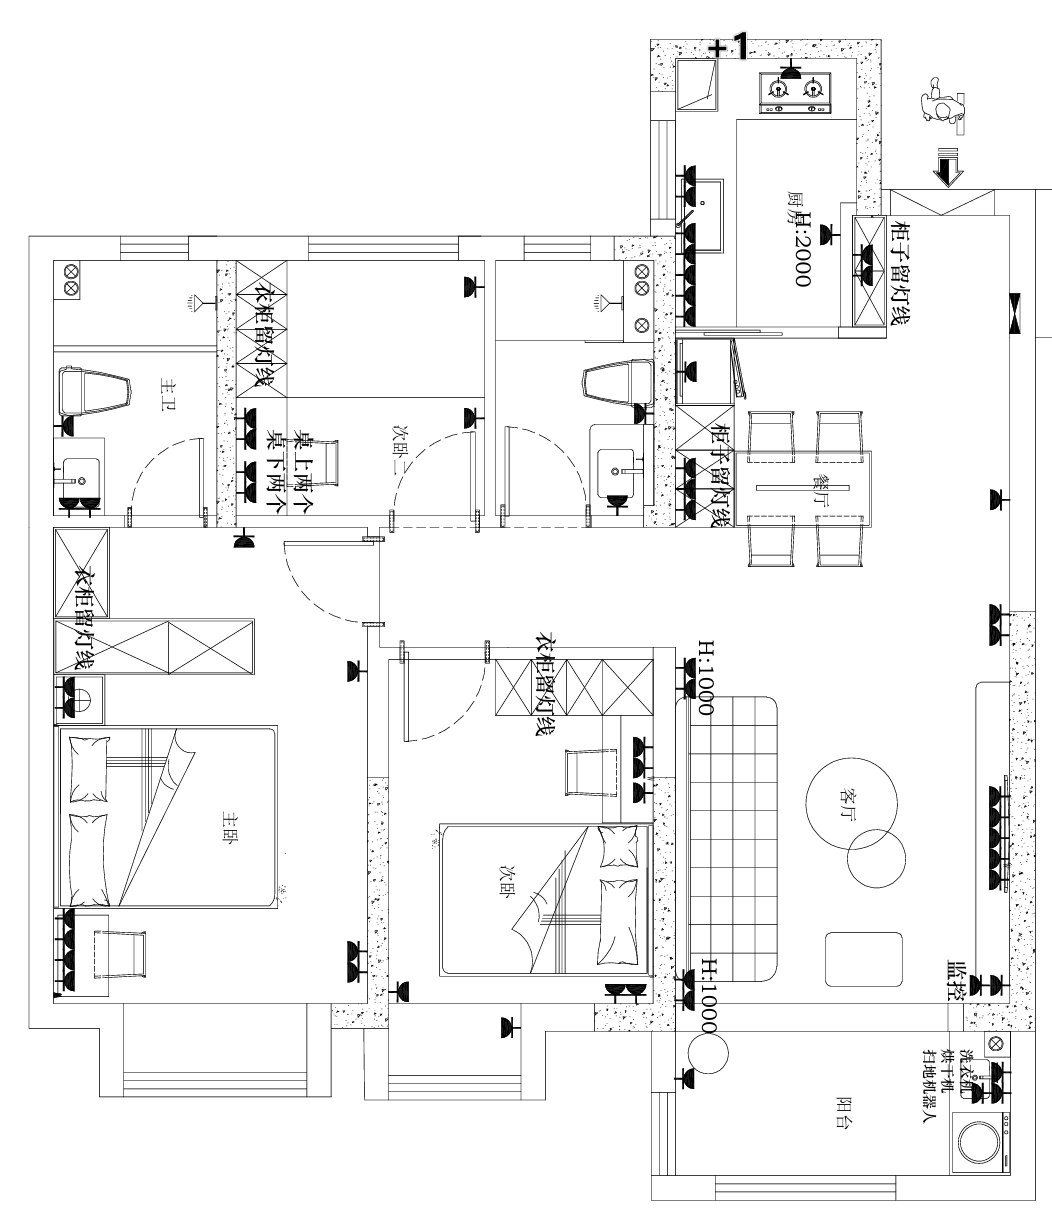 +1
厨房
H:2000
柜子留灯线
衣柜留灯线
主卫
次卧二
桌上两个
桌下两个
柜子留灯线
餐厅
衣柜留灯线
衣柜留灯线
H:1000
客厅
主卧
次卧
H:1000
监控
洗衣机
烘干机
扫地机器人
阳台